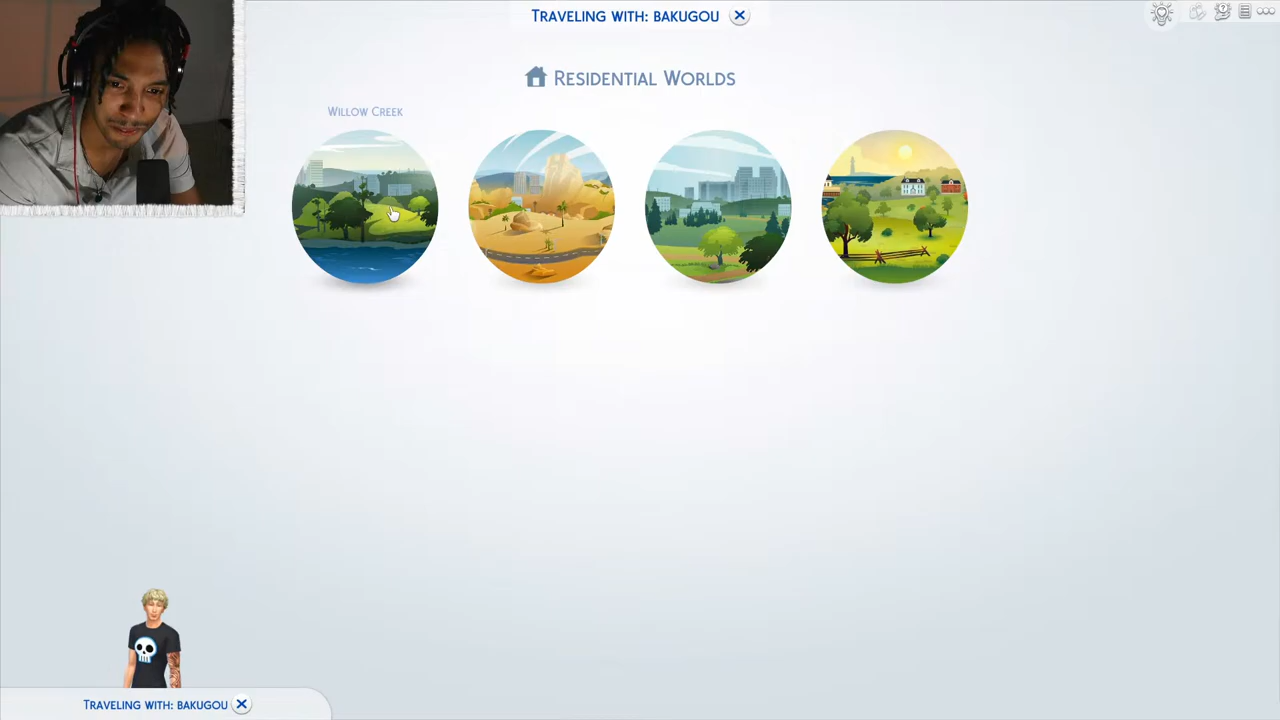 TRAVELING WITH: BAKUGOU
RESIDENTIAL WORLDS
WILLOW CREEK
TRAVELING WITH: BAKUGOU